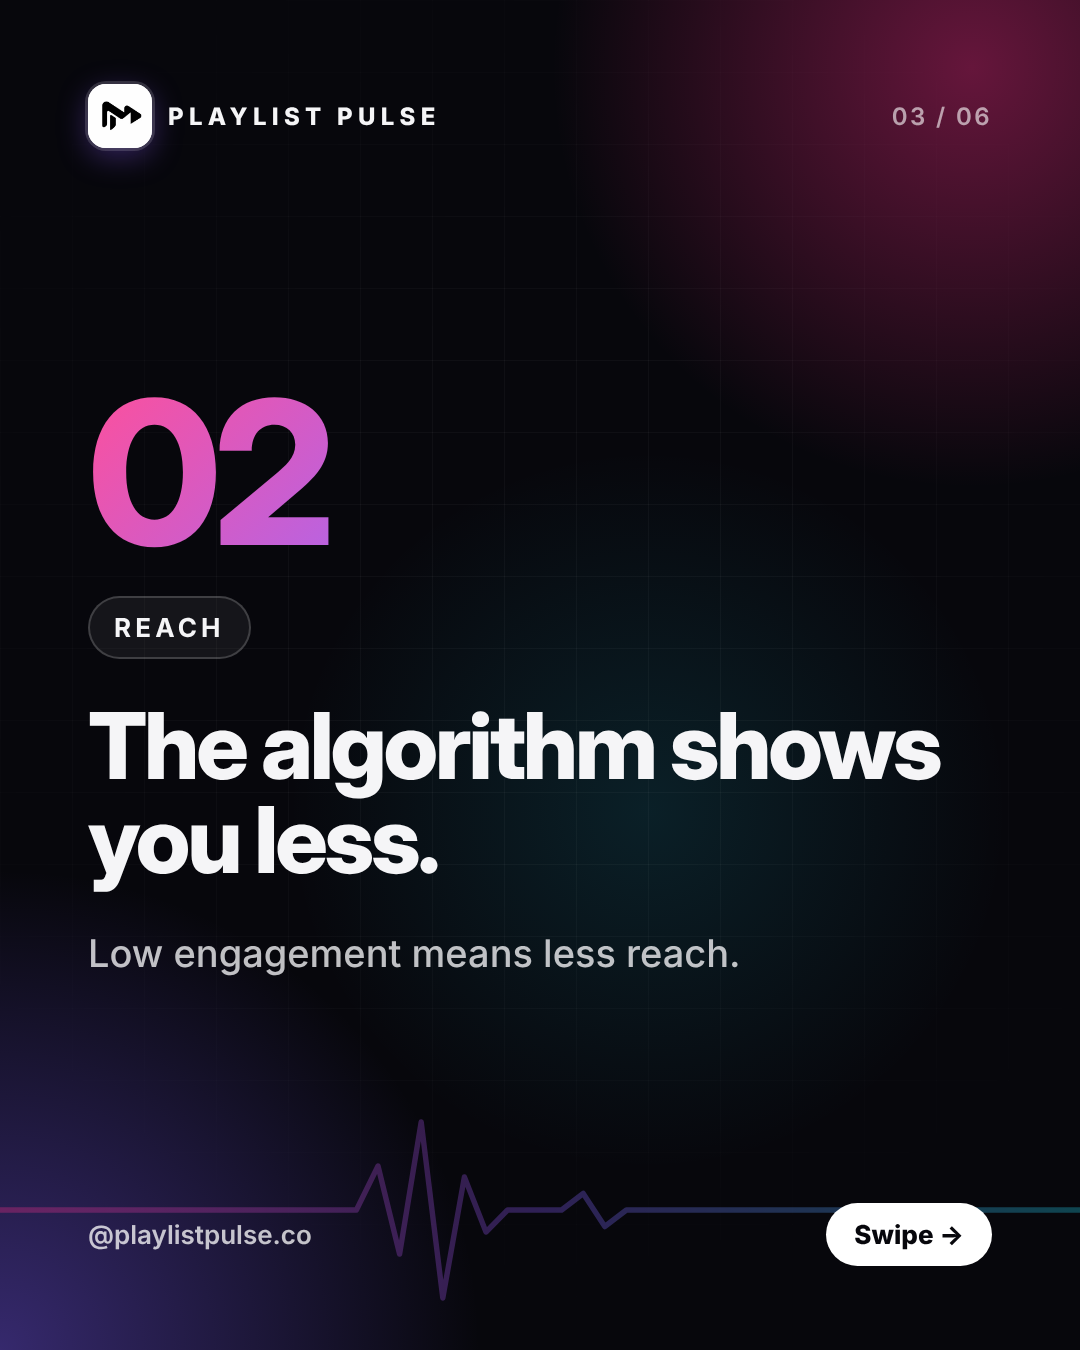 PLAYLIST PULSE
03 / 06
02
REACH
The algorithm shows
you less.
Low engagement means less reach.
@playlistpulse.co
Swipe →